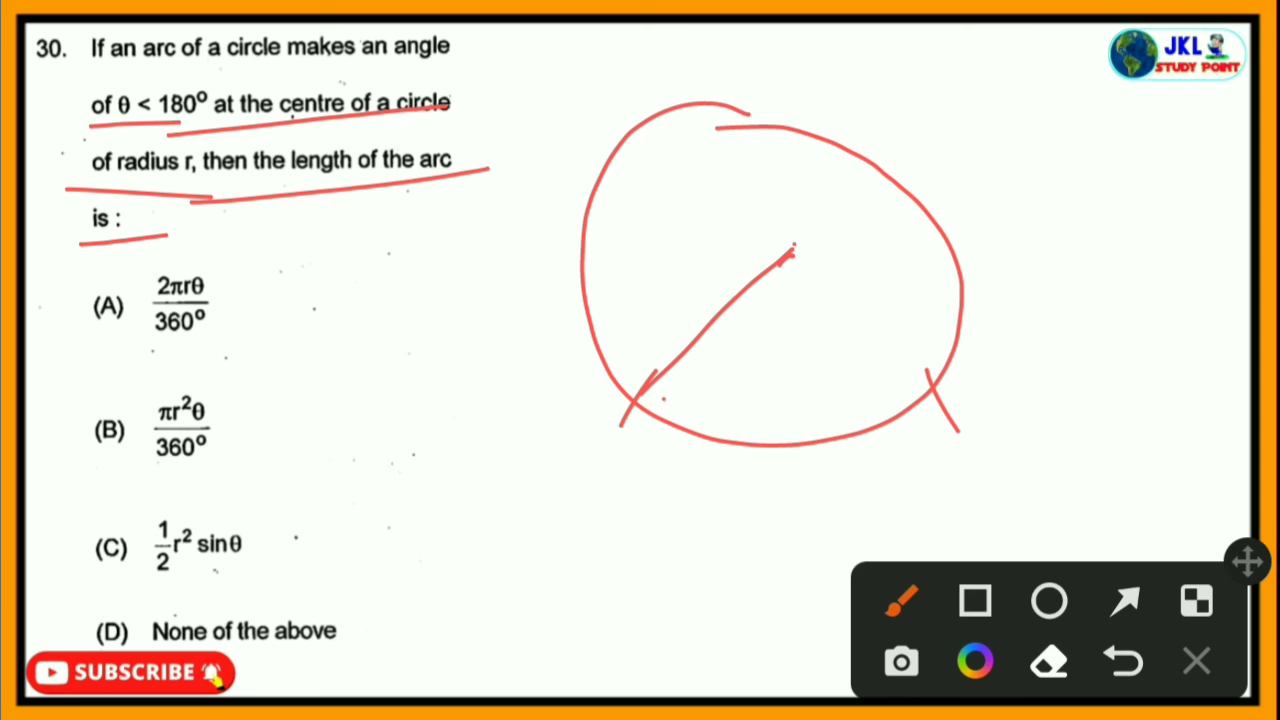 30. If an arc of a circle makes an angle
of θ < 180° at the centre of a circle
of radius r, then the length of the arc
is :
(A) 2πrθ
360°
(B) πr²θ
360°
(C) 1/2 r² sinθ
(D) None of the above
JKL
STUDY POINT
SUBSCRIBE